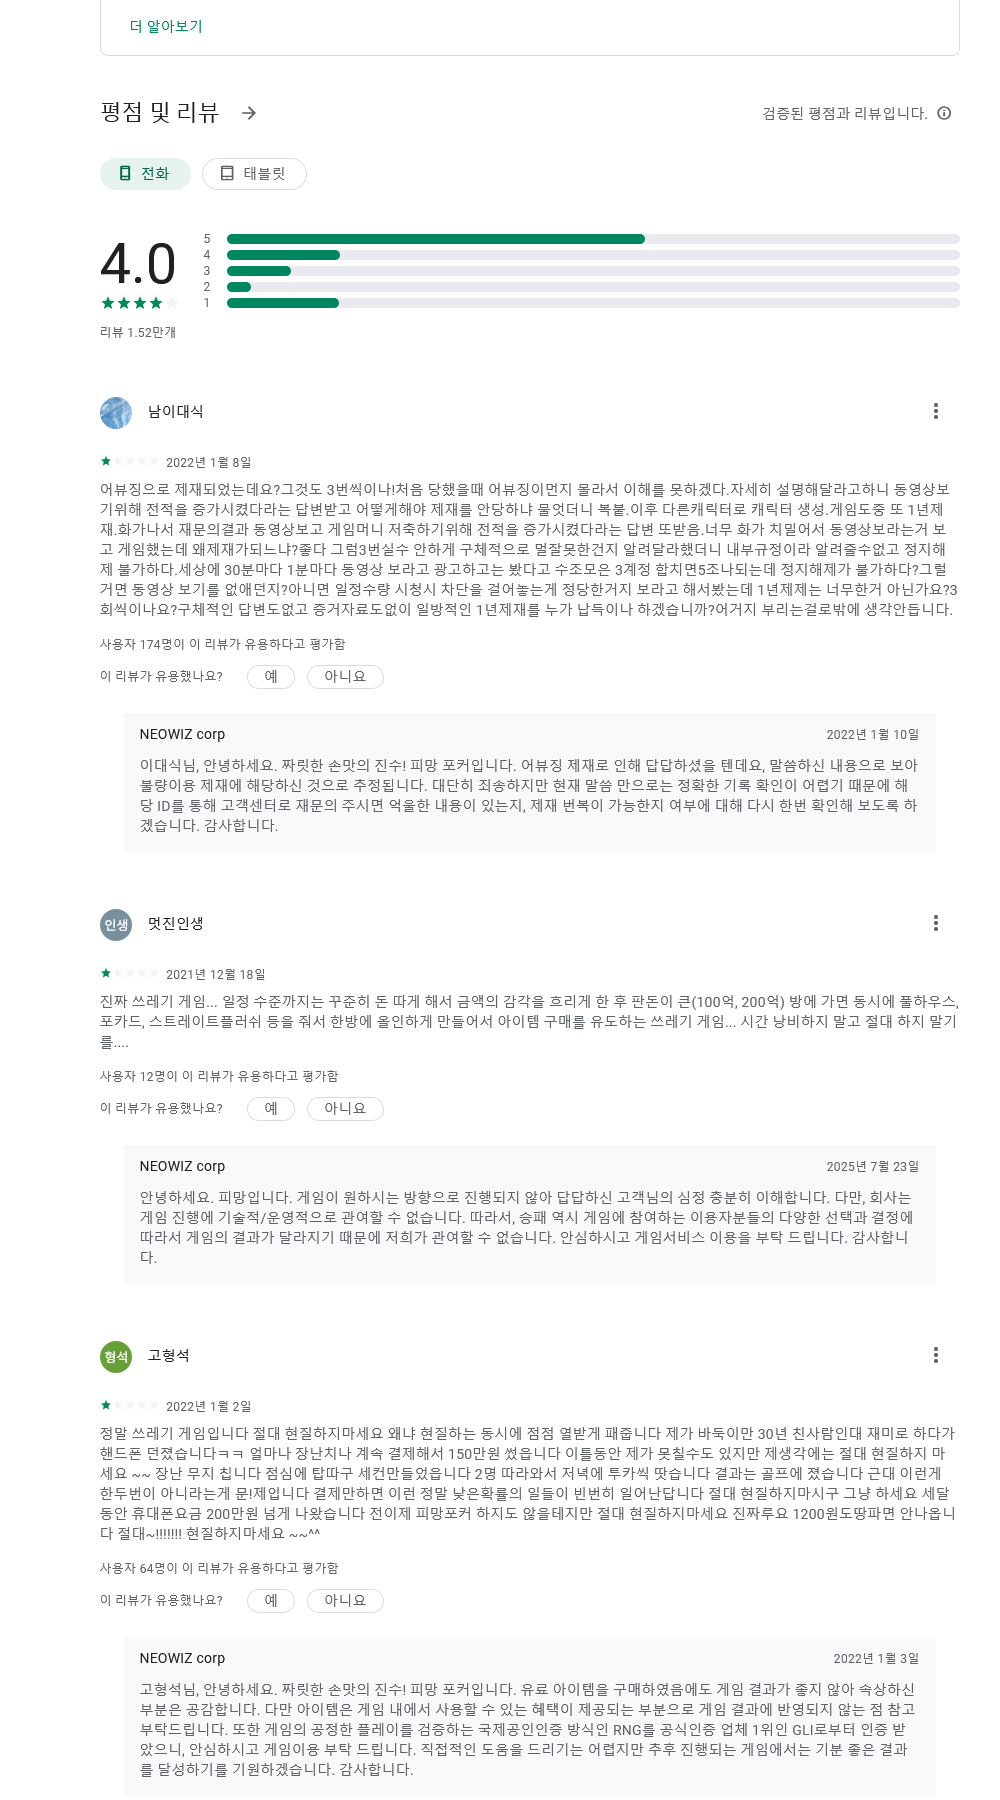 더 알아보기
평점 및 리뷰
검증된 평점과 리뷰입니다.
전화
태블릿
4.0
5
4
3
2
1
리뷰 1.52만개
남이대식
2022년 1월 8일
어뷰징으로 제재되었는데요?그것도 3번씩이나!처음 당했을때 어뷰징이먼지 몰라서 이해를 못하겠다.자세히 설명해달라고하니 동영상보
기위해 전적을 증가시켰다라는 답변받고 어떻게해야 제재를 안당하냐 물엇더니 복붙.이후 다른캐릭터로 캐릭터 생성.게임도중 또 1년제
재.화가나서 재문의결과 동영상보고 게임머니 저축하기위해 전적을 증가시켰다라는 답변 또받음.너무 화가 치밀어서 동영상보라는거 보
고 게임했는데 왜제재가되느냐?좋다 그럼3번실수 안하게 구체적으로 멀잘못한건지 알려달라했더니 내부규정이라 알려줄수없고 정지해
제 불가하다.세상에 30분마다 1분마다 동영상 보라고 광고하고는 봤다고 수조모은 3계정 합치면5조나되는데 정지해제가 불가하다?그럴
거면 동영상 보기를 없애던지?아니면 일정수량 시청시 차단을 걸어놓는게 정당한거지 보라고 해서봤는데 1년제제는 너무한거 아닌가요?3
회씩이나요?구체적인 답변도없고 증거자료도없이 일방적인 1년제재를 누가 납득이나 하겠습니까?어거지 부리는걸로밖에 생각안듭니다.
사용자 174명이 이 리뷰가 유용하다고 평가함
이 리뷰가 유용했나요?
예
아니요
NEOWIZ corp
2022년 1월 10일
이대식님, 안녕하세요. 짜릿한 손맛의 진수! 피망 포커입니다. 어뷰징 제재로 인해 답답하셨을 텐데요, 말씀하신 내용으로 보아
불량이용 제재에 해당하신 것으로 추정됩니다. 대단히 죄송하지만 현재 말씀 만으로는 정확한 기록 확인이 어렵기 때문에 해
당 ID를 통해 고객센터로 재문의 주시면 억울한 내용이 있는지, 제재 번복이 가능한지 여부에 대해 다시 한번 확인해 보도록 하
겠습니다. 감사합니다.
인생
멋진인생
2021년 12월 18일
진짜 쓰레기 게임... 일정 수준까지는 꾸준히 돈 따게 해서 금액의 감각을 흐리게 한 후 판돈이 큰(100억, 200억) 방에 가면 동시에 풀하우스,
포카드, 스트레이트플러쉬 등을 줘서 한방에 올인하게 만들어서 아이템 구매를 유도하는 쓰레기 게임... 시간 낭비하지 말고 절대 하지 말기
를....
사용자 12명이 이 리뷰가 유용하다고 평가함
이 리뷰가 유용했나요?
예
아니요
NEOWIZ corp
2025년 7월 23일
안녕하세요. 피망입니다. 게임이 원하시는 방향으로 진행되지 않아 답답하신 고객님의 심정 충분히 이해합니다. 다만, 회사는
게임 진행에 기술적/운영적으로 관여할 수 없습니다. 따라서, 승패 역시 게임에 참여하는 이용자분들의 다양한 선택과 결정에
따라서 게임의 결과가 달라지기 때문에 저희가 관여할 수 없습니다. 안심하시고 게임서비스 이용을 부탁 드립니다. 감사합니
다.
형석
고형석
2022년 1월 2일
정말 쓰레기 게임입니다 절대 현질하지마세요 왜냐 현질하는 동시에 점점 열받게 패줍니다 제가 바둑이만 30년 친사람인대 재미로 하다가
핸드폰 던졌습니다ㅋㅋ 얼마나 장난치나 계속 결제해서 150만원 썼읍니다 이틀동안 제가 못칠수도 있지만 제생각에는 절대 현질하지 마
세요 ~~ 장난 무지 칩니다 점심에 탑따구 세컨만들었읍니다 2명 따라와서 저녁에 투카씩 땃습니다 결과는 골프에 졌습니다 근대 이런게
한두번이 아니라는게 문!제입니다 결제만하면 이런 정말 낮은확률의 일들이 빈번히 일어난답니다 절대 현질하지마시구 그냥 하세요 세달
동안 휴대폰요금 200만원 넘게 나왔습니다 전이제 피망포커 하지도 않을테지만 절대 현질하지마세요 진짜루요 1200원도땅파면 안나옵니
다 절대~!!!!!!! 현질하지마세요 ~~^^
사용자 64명이 이 리뷰가 유용하다고 평가함
이 리뷰가 유용했나요?
예
아니요
NEOWIZ corp
2022년 1월 3일
고형석님, 안녕하세요. 짜릿한 손맛의 진수! 피망 포커입니다. 유료 아이템을 구매하였음에도 게임 결과가 좋지 않아 속상하신
부분은 공감합니다. 다만 아이템은 게임 내에서 사용할 수 있는 혜택이 제공되는 부분으로 게임 결과에 반영되지 않는 점 참고
부탁드립니다. 또한 게임의 공정한 플레이를 검증하는 국제공인인증 방식인 RNG를 공식인증 업체 1위인 GLI로부터 인증 받
았으니, 안심하시고 게임이용 부탁 드립니다. 직접적인 도움을 드리기는 어렵지만 추후 진행되는 게임에서는 기분 좋은 결과
를 달성하기를 기원하겠습니다. 감사합니다.